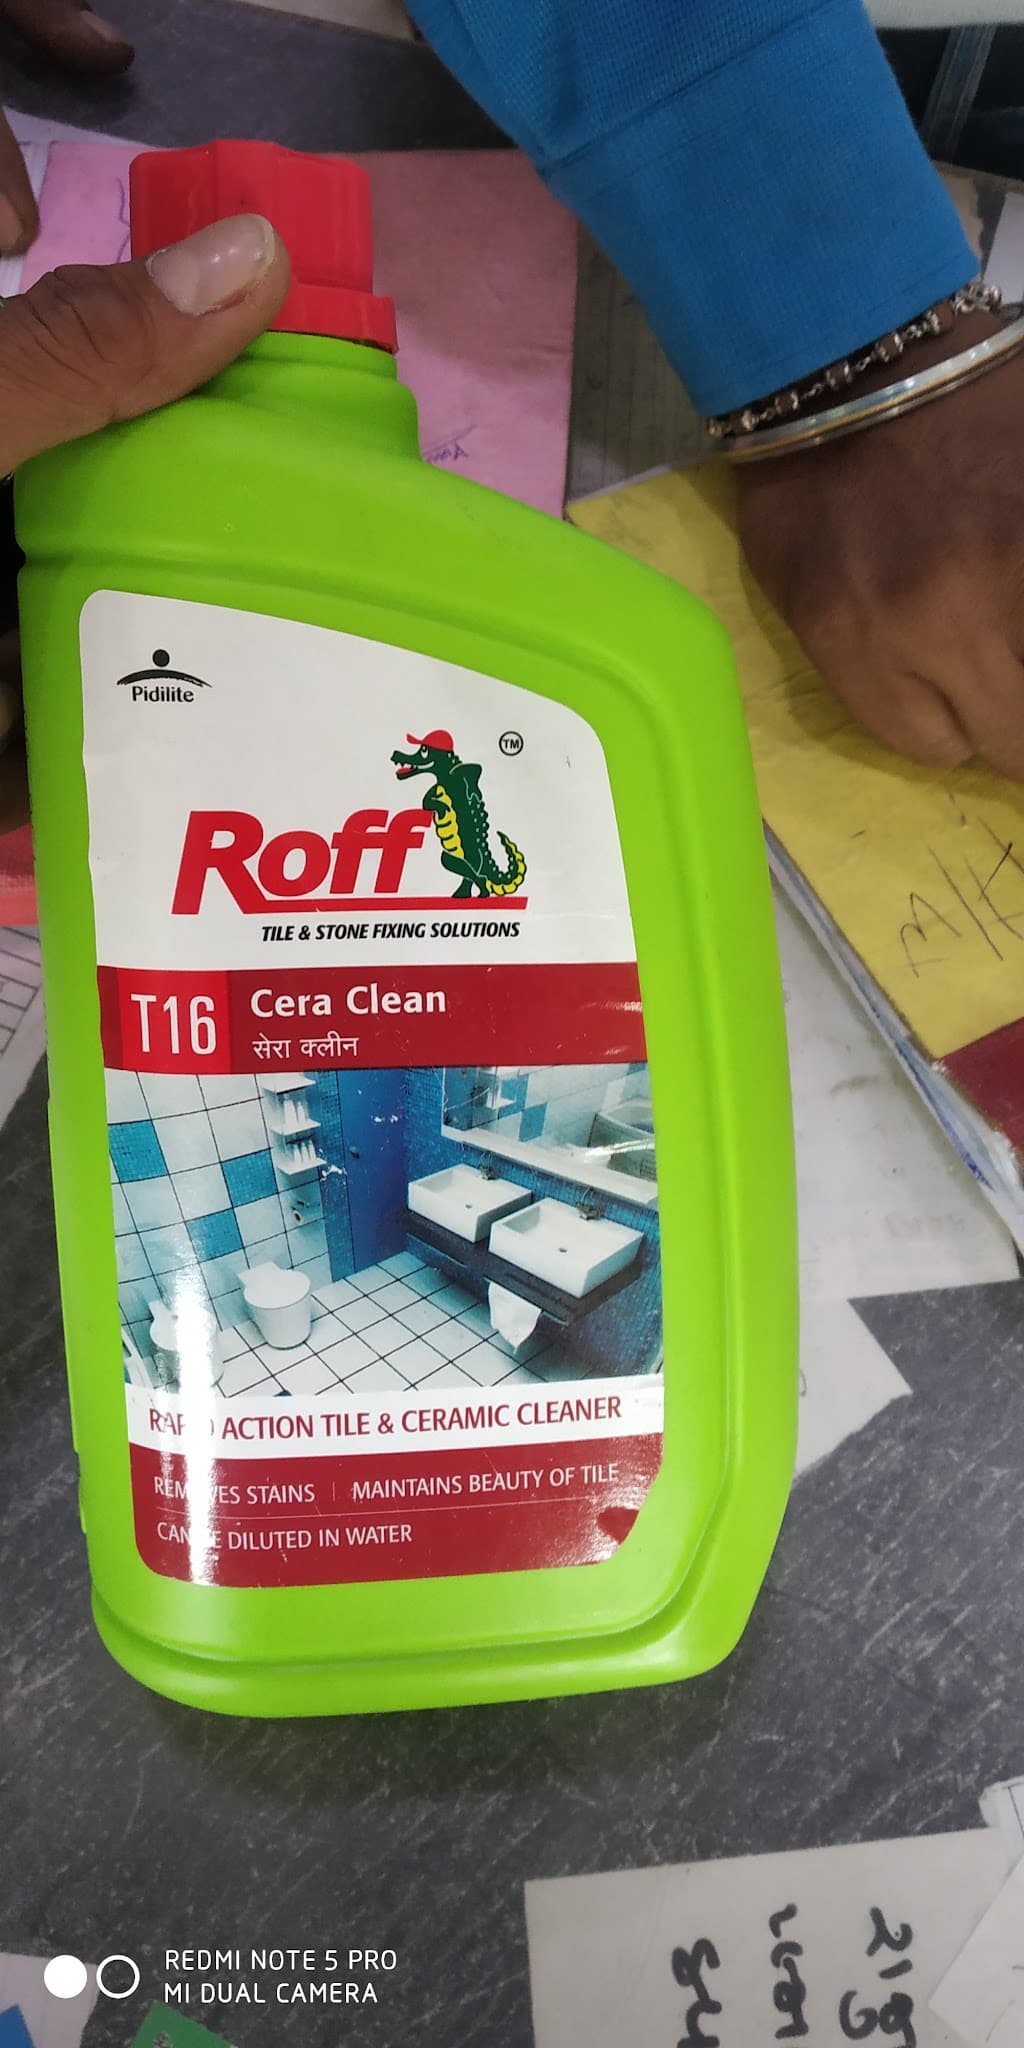 Pidilite
TM
Roff
TILE & STONE FIXING SOLUTIONS
T16
Cera Clean
सेरा क्लीन
ACTION TILE & CERAMIC CLEANER
STAINS | MAINTAINS BEAUTY OF TILE
DILUTED IN WATER
REDMI NOTE 5 PRO
MI DUAL CAMERA